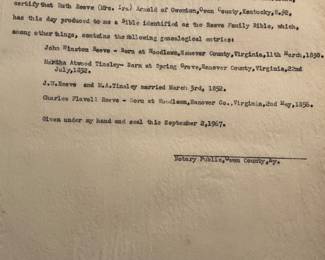 certify that Ruth Reeve (Mrs. Ira) Arnold of Owenton, Owen County, Kentucky, R.R2,
has this day produced to me a Bible identified as the Reeve Family Bible, which,
among other things, contains the following genealogical entries:
John Winston Reeve - Born at Woodlawn, Hanover County, Virginia, 11th March, 1830.
Martha Atwood Tinsley- Born at Spring Grove, Hanover County, Virginia, 22nd
July, 1832.
J.W.Reeve and M.A.Tinsley married March 3rd, 1852.
Charles Flavell Reeve - Born at Woodlawn, Hanover Co., Virginia, 2nd May, 1856.
Given under my hand and seal this September 2, 1967.
Notary Public, Owen County, Ky.